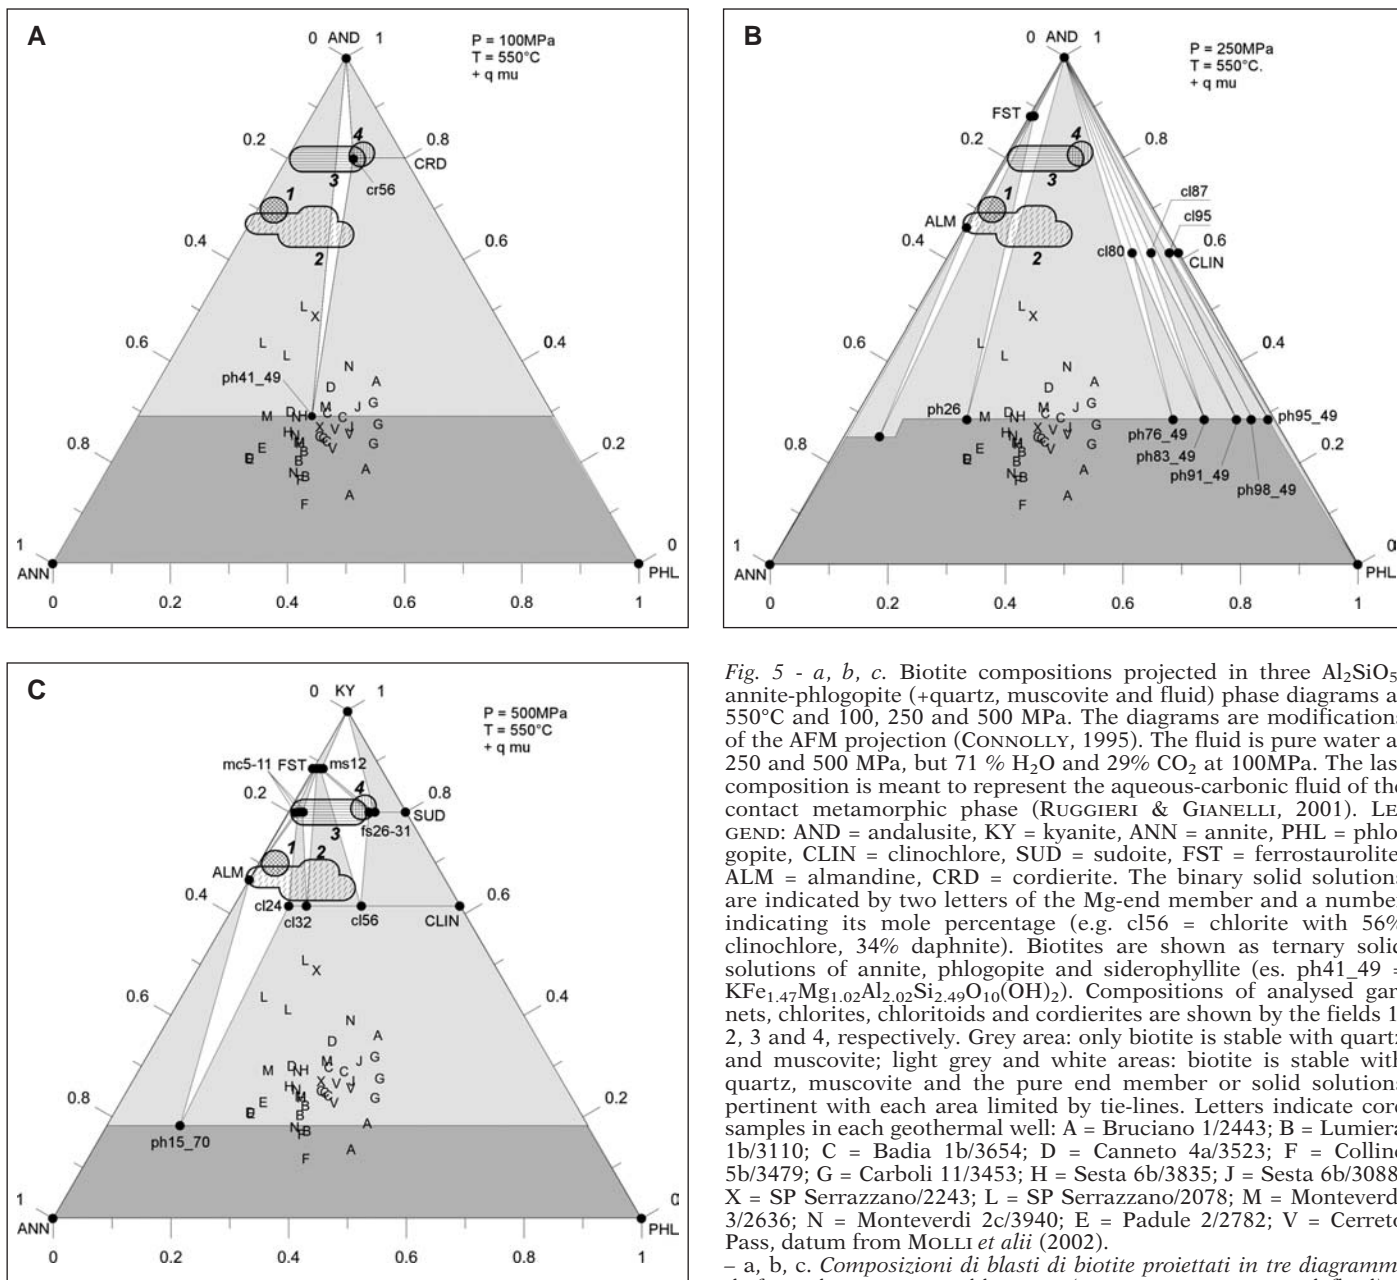 A
0 AND 1
P = 100MPa
T = 550°C
+ q mu
0.2
4
0.8
CRD
3
cr56
1
0.4
2
0.6
L
X
L
0.6
L
0.4
N
ph41_49
D
A
M D N H M C J G
C G
H N X V J
E M C C V G
E B V
B A
N F B
A
F
0.8
0.2
1
0
ANN
PHL
0 0.2 0.4 0.6 0.8 1
B
0 AND 1
P = 250MPa
T = 550°C.
+ q mu
FST
0.2
4
0.8
3
1
cl87
ALM
cl95
0.4
2
cl80
0.6
CLIN
L
X
L
0.6
L
0.4
N
D
A
ph26
M D N H M C J G
ph95_49
ph76_49
ph83_49
ph91_49
ph98_49
0.8
0.2
1
0
ANN
PHL
0 0.2 0.4 0.6 0.8 1
C
0 KY 1
P = 500MPa
T = 550°C
+ q mu
mc5-11 FST
ms12
0.2
4
0.8
SUD
3
fs26-31
1
2
ALM
cl24
cl32
cl56
CLIN
0.6
L
X
L
L
0.4
N
D
A
M D N H M C J G
0.8
0.2
ph15_70
F
A
1
ANN
PHL
0 0.2 0.4 0.6 0.8 1
Fig. 5 - a, b, c. Biotite compositions projected in three Al2SiO5
annite-phlogopite (+quartz, muscovite and fluid) phase diagrams a
550°C and 100, 250 and 500 MPa. The diagrams are modification
of the AFM projection (CONNOLLY, 1995). The fluid is pure water a
250 and 500 MPa, but 71 % H2O and 29% CO2 at 100MPa. The las
composition is meant to represent the aqueous-carbonic fluid of the
contact metamorphic phase (RUGGIERI & GIANELLI, 2001). LE
GEND: AND = andalusite, KY = kyanite, ANN = annite, PHL = phlo
gopite, CLIN = clinochlore, SUD = sudoite, FST = ferrostaurolite
ALM = almandine, CRD = cordierite. The binary solid solution
are indicated by two letters of the Mg-end member and a number
indicating its mole percentage (e.g. cl56 = chlorite with 56%
clinochlore, 34% daphnite). Biotites are shown as ternary solid
solutions of annite, phlogopite and siderophyllite (es. ph41_49 =
KFe1.47Mg1.02Al2.02Si2.49O10(OH)2). Compositions of analysed gar
nets, chlorites, chloritoids and cordierites are shown by the fields 1
2, 3 and 4, respectively. Grey area: only biotite is stable with quartz
and muscovite; light grey and white areas: biotite is stable with
quartz, muscovite and the pure end member or solid solution
pertinent with each area limited by tie-lines. Letters indicate core
samples in each geothermal well: A = Bruciano 1/2443; B = Lumiera
1b/3110; C = Badia 1b/3654; D = Canneto 4a/3523; F = Colline
5b/3479; G = Carboli 11/3453; H = Sesta 6b/3835; J = Sesta 6b/3088
X = SP Serrazzano/2243; L = SP Serrazzano/2078; M = Monteverd
3/2636; N = Monteverdi 2c/3940; E = Padule 2/2782; V = Cerreto
Pass, datum from MOLLI et alii (2002).
– a, b, c. Composizioni di blasti di biotite proiettati in tre diagramm